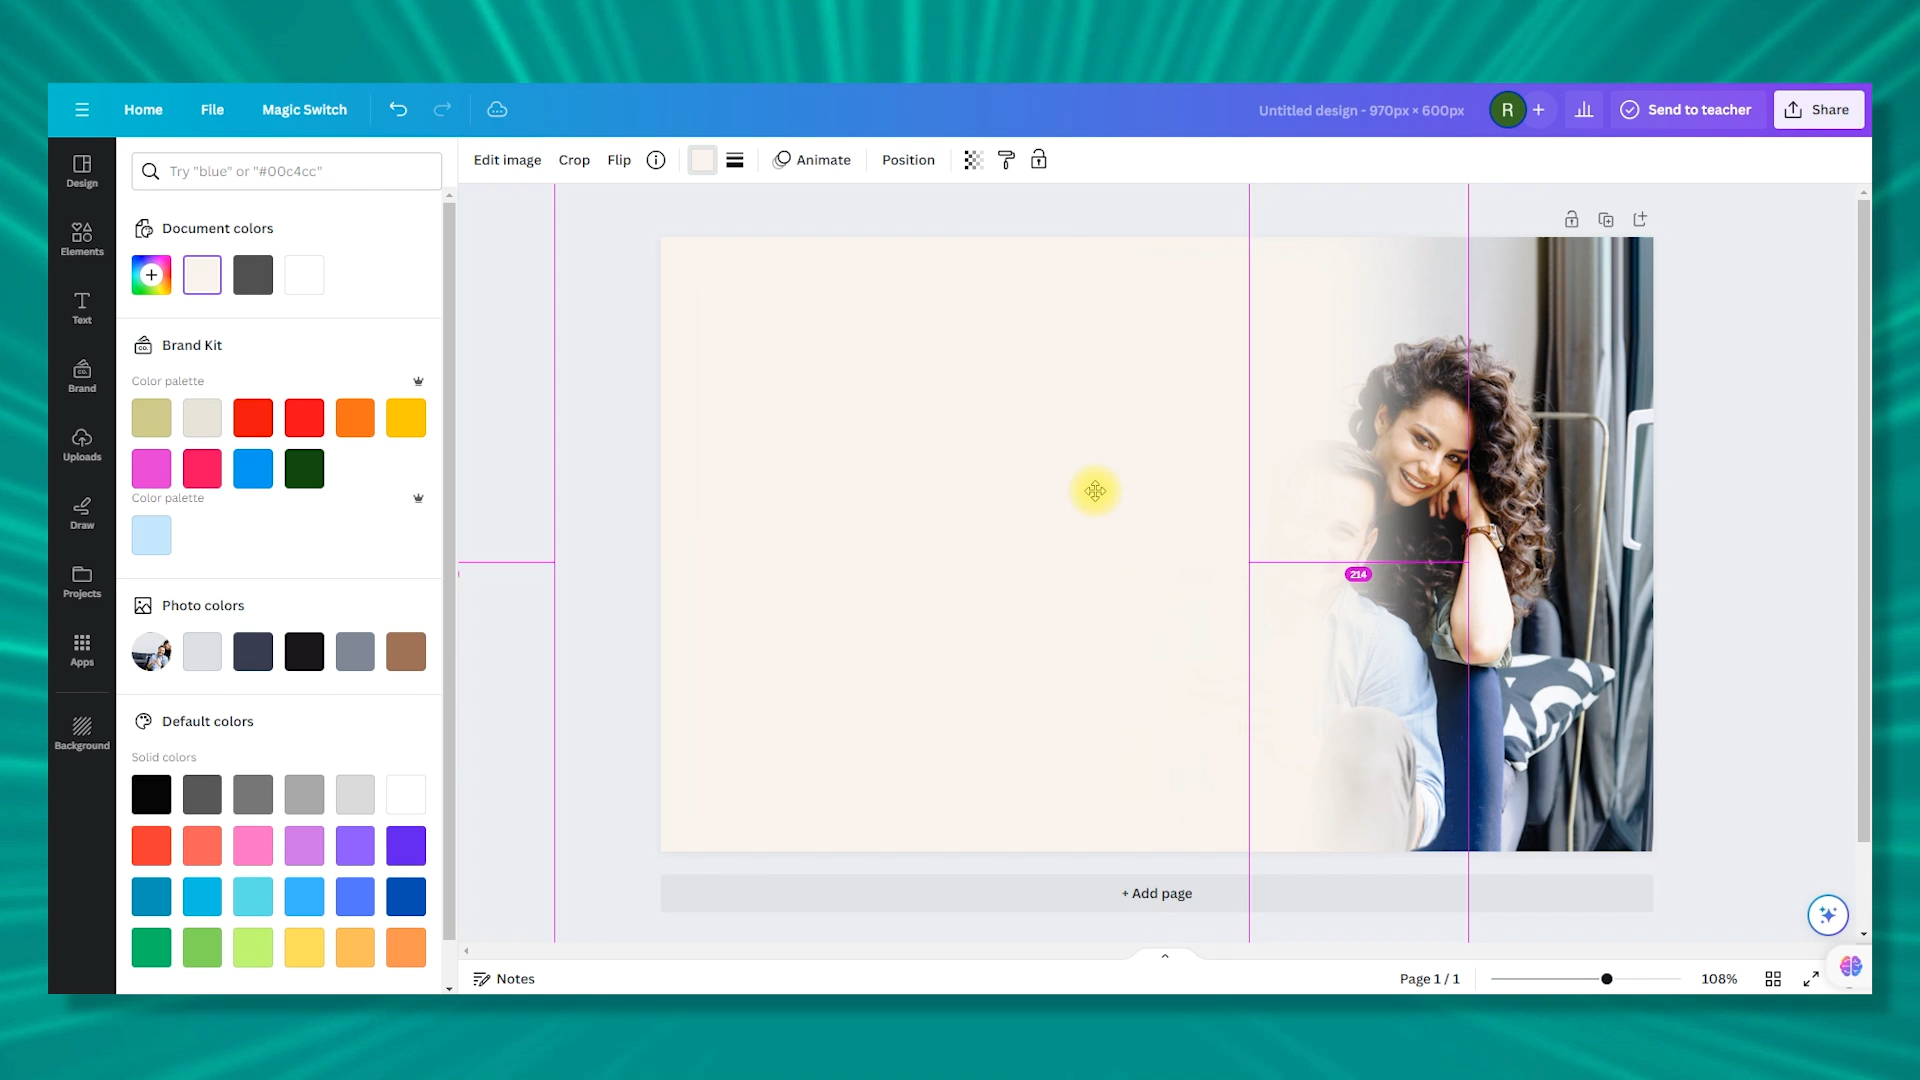 Home File Magic Switch Untitled design - 970px × 600px R + Send to teacher Share
Try "blue" or "#00c4cc"
Edit image Crop Flip Animate Position
Design
Document colors
Elements
Text
Brand Kit
Brand
CO.
CO.
Color palette
Uploads
Color palette
Draw
Projects
214
Photo colors
Apps
Default colors
Background
Solid colors
+ Add page
Notes Page 1 / 1 108%